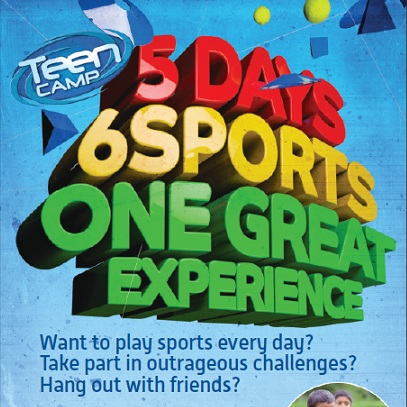 Teen
CAMP
5 DAYS
6SPORTS
ONE GREAT
EXPERIENCE
Want to play sports every day?
Take part in outrageous challenges?
Hang out with friends?